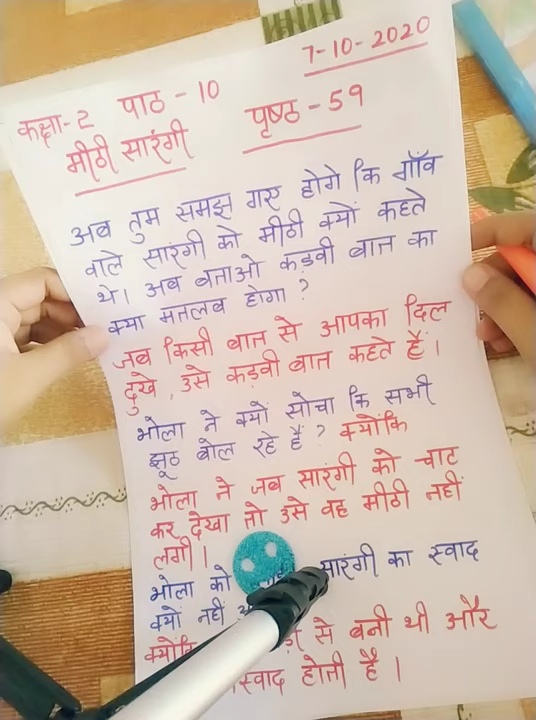 7-10-2020
कक्षा-2 पाठ - 10
मीठी सारंगी पृष्ठ - 59
अब तुम समझ गए होगे कि गाँव
वाले सारंगी को मीठी क्यों कहते
थे। अब बताओ कड़वी बात का
क्या मतलब होगा?
जब किसी बात से आपका दिल
दुखे, उसे कड़वी बात कहते हैं।
भोला ने क्यों सोचा कि सभी
झूठ बोल रहे हैं? क्योंकि
भोला ने जब सारंगी को चाट
कर देखा तो उसे वह मीठी नहीं
लगी।
भोला को सारंगी का स्वाद
क्यों नहीं
से बनी थी और
स्वाद होती है।